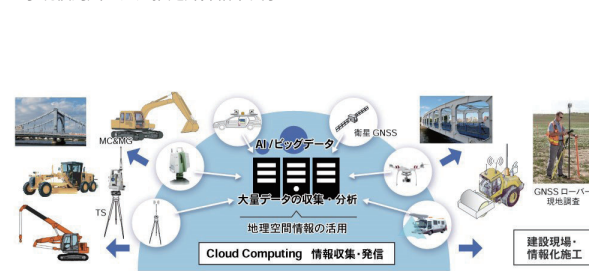 AI/ビッグデータ
衛星 GNSS
MC&MG
大量データの収集・分析
TS
地理空間情報の活用
GNSS ローバー
現地調査
Cloud Computing 情報収集・発信
建設現場・
情報化施工